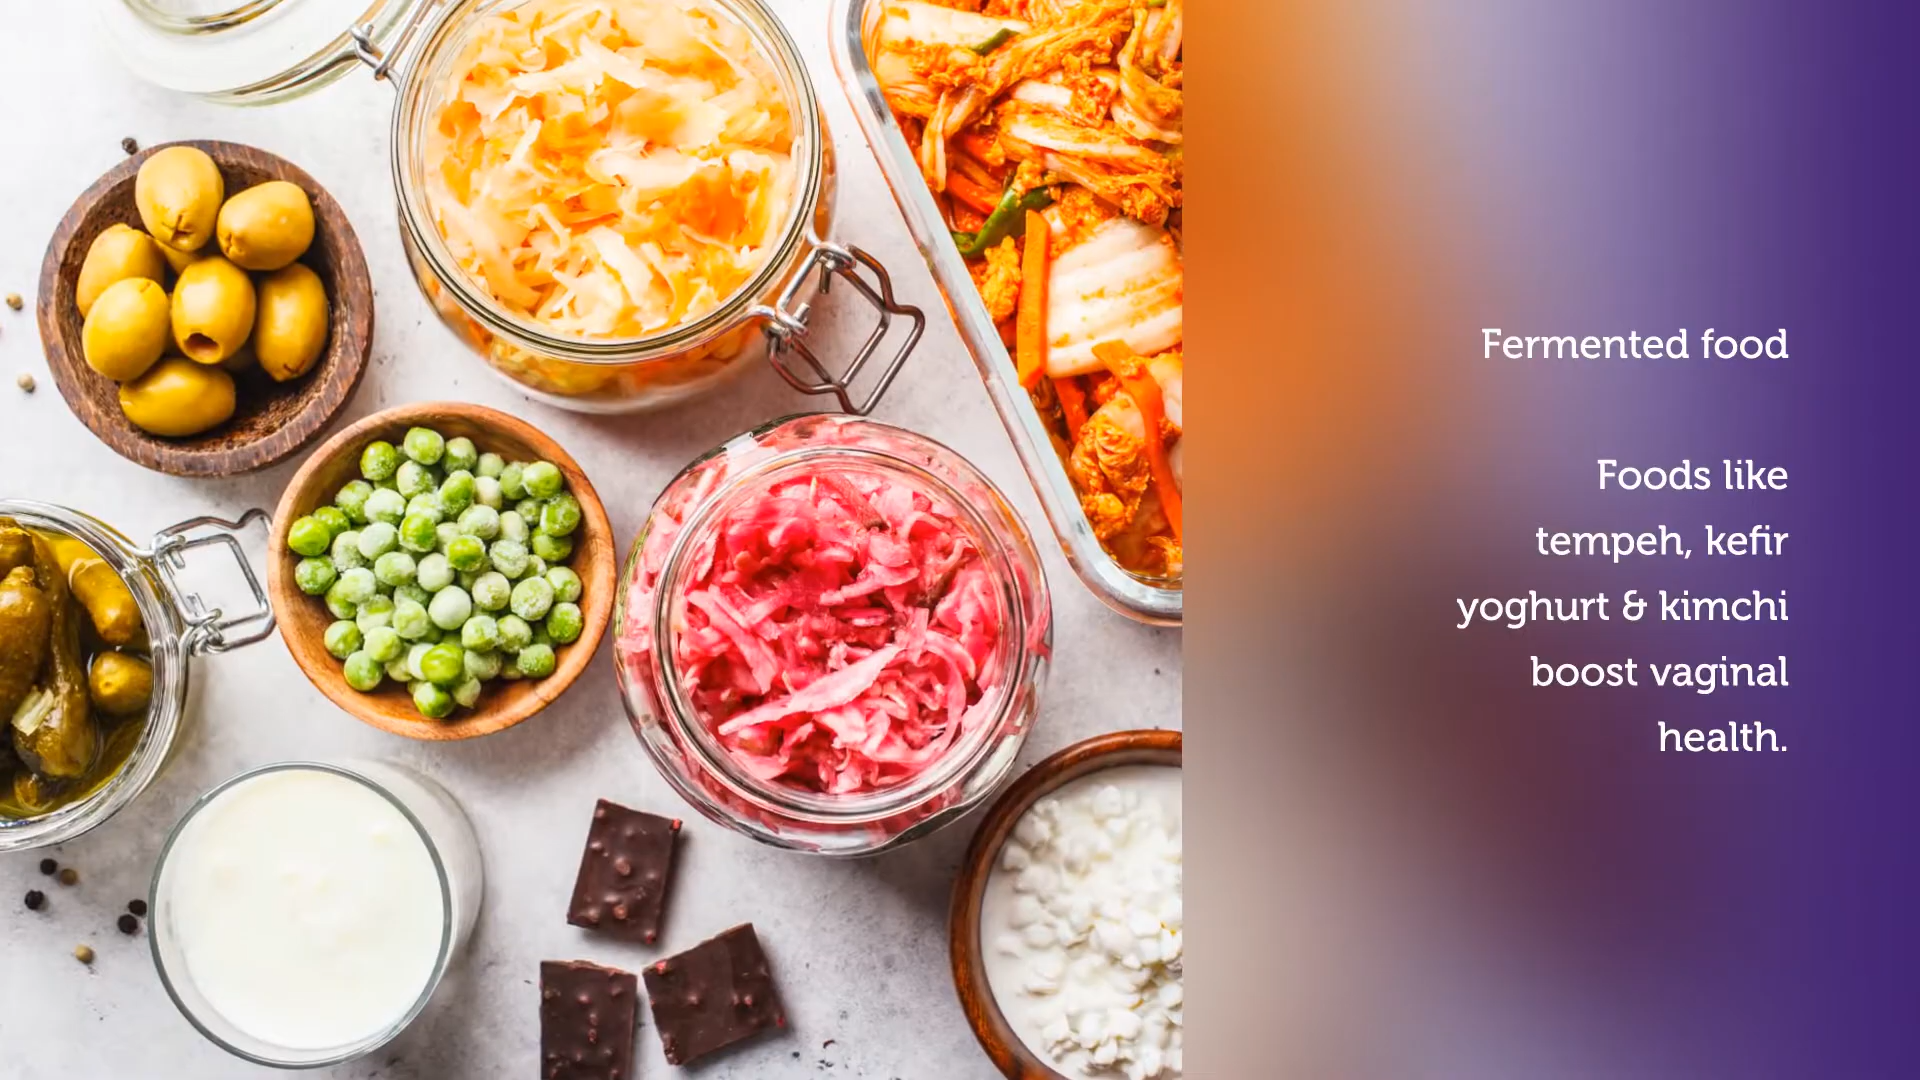 Fermented food
Foods like
tempeh, kefir
yoghurt & kimchi
boost vaginal
health.